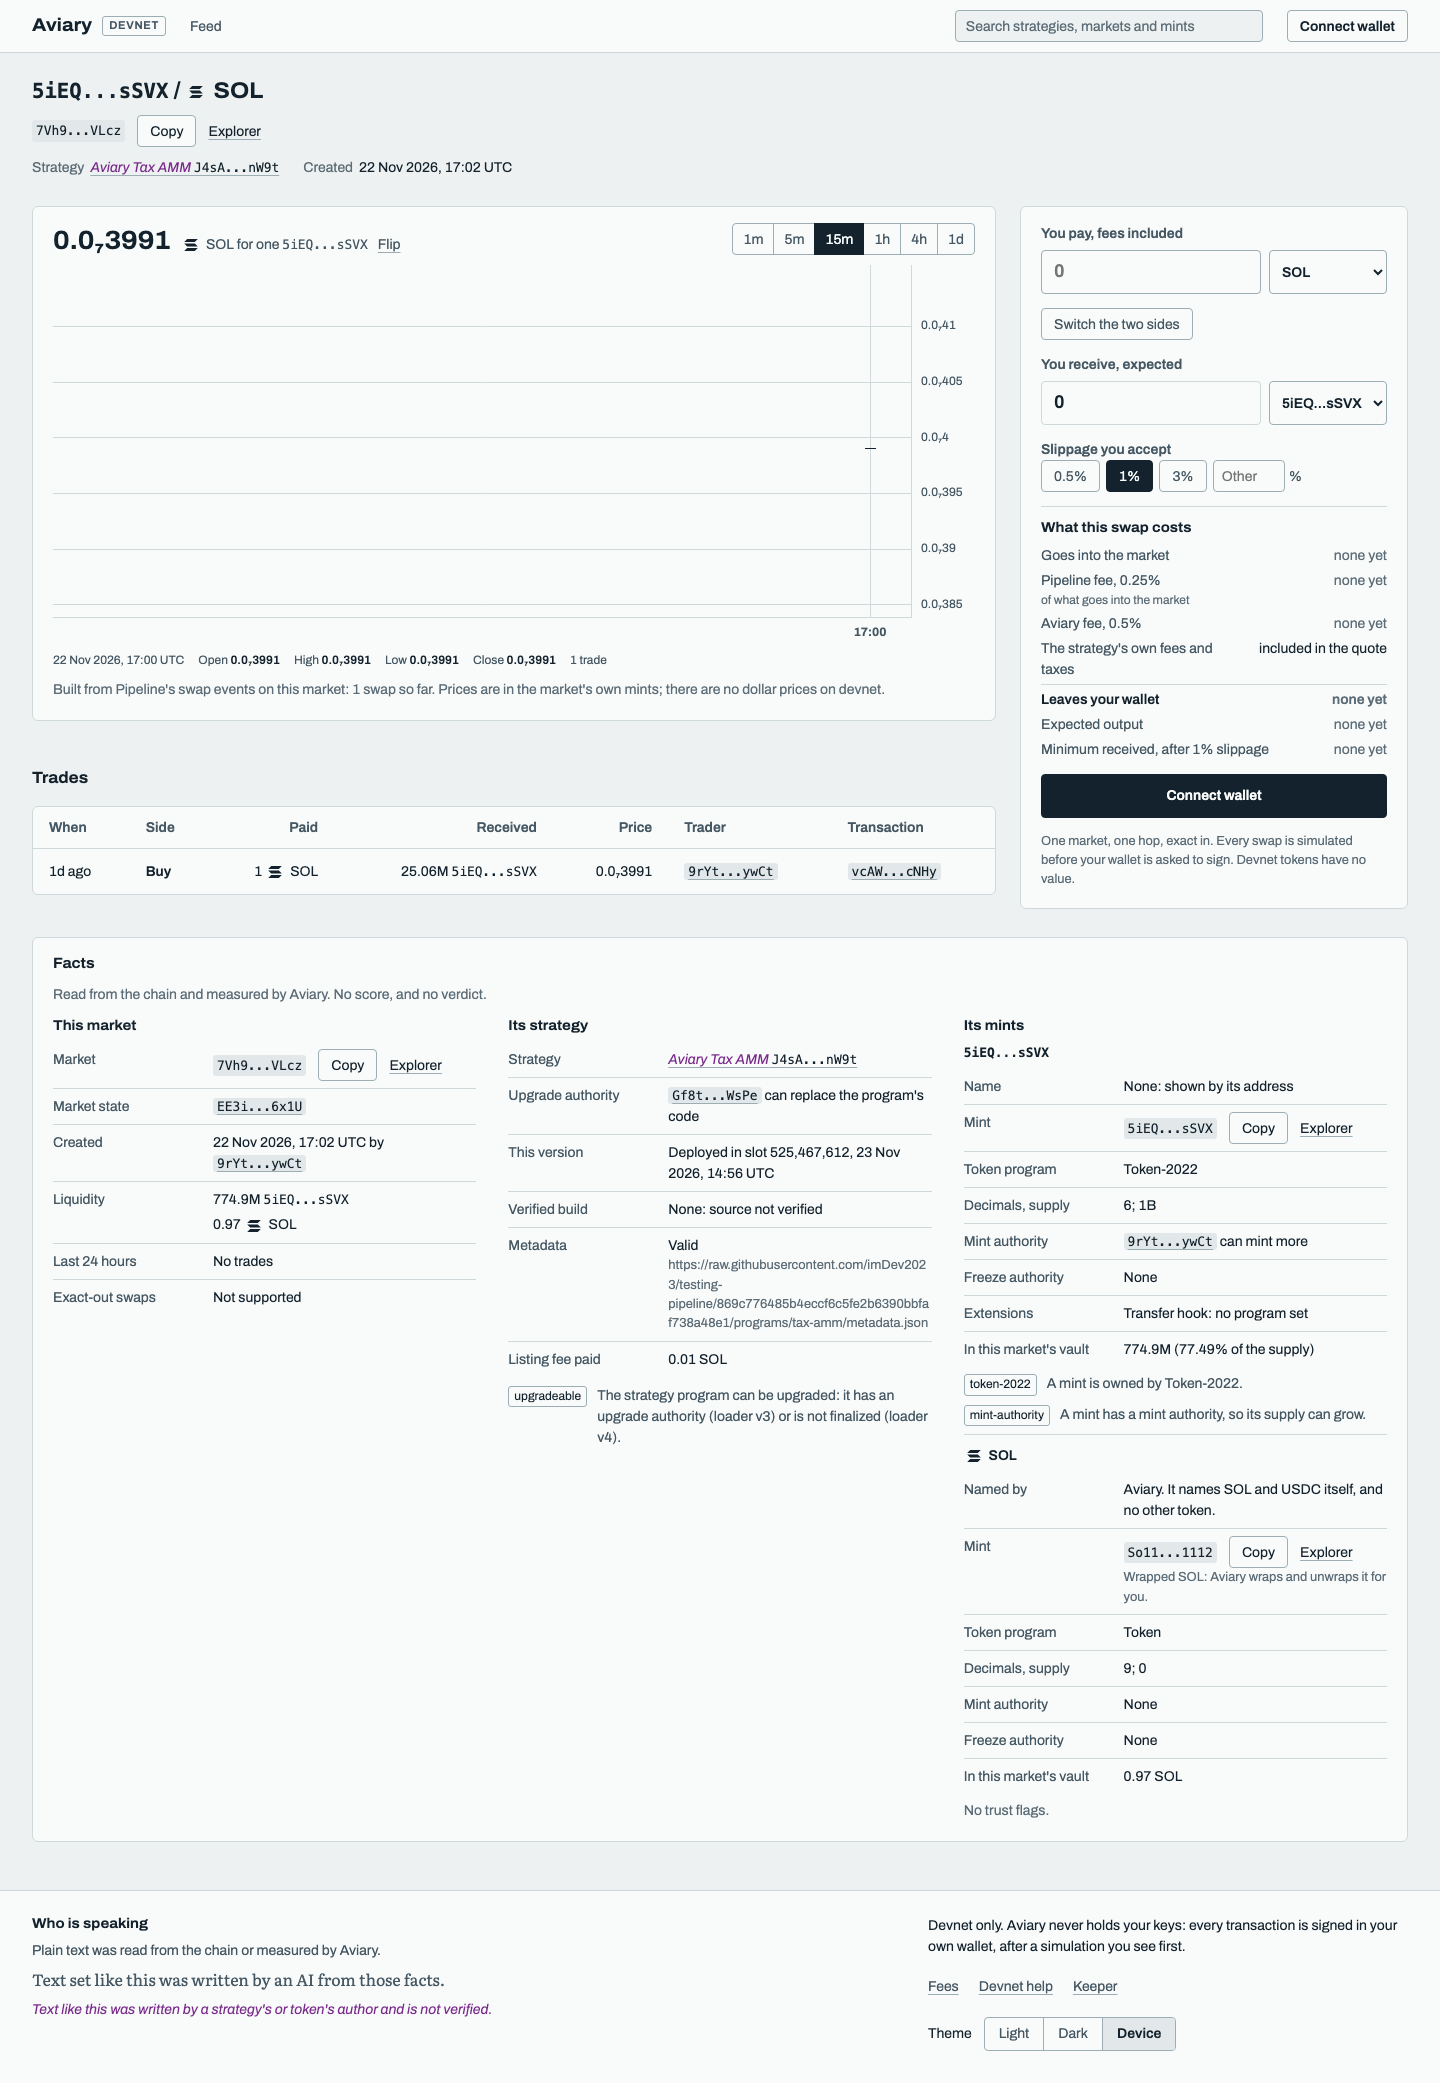 Aviary DEVNET Feed Search strategies, markets and mints Connect wallet
5iEQ...sSVX / SOL
7Vh9...VLcz Copy Explorer
Strategy Aviary Tax AMM J4sA...nW9t Created 22 Nov 2026, 17:02 UTC
0.0₇3991 SOL for one 5iEQ...sSVX Flip
1m 5m 15m 1h 4h 1d
0.0₇41
0.0₇405
0.0₇4
0.0₇395
0.0₇39
0.0₇385
17:00
22 Nov 2026, 17:00 UTC Open 0.0₇3991 High 0.0₇3991 Low 0.0₇3991 Close 0.0₇3991 1 trade
Built from Pipeline's swap events on this market: 1 swap so far. Prices are in the market's own mints; there are no dollar prices on devnet.
You pay, fees included
0 SOL
Switch the two sides
You receive, expected
0 5iEQ...sSVX
Slippage you accept
0.5% 1% 3% Other %
What this swap costs
Goes into the market none yet
Pipeline fee, 0.25% none yet
of what goes into the market
Aviary fee, 0.5% none yet
The strategy's own fees and included in the quote
taxes
Leaves your wallet none yet
Expected output none yet
Minimum received, after 1% slippage none yet
Connect wallet
One market, one hop, exact in. Every swap is simulated
before your wallet is asked to sign. Devnet tokens have no
value.
Trades
When Side Paid Received Price Trader Transaction
1d ago Buy 1 SOL 25.06M 5iEQ...sSVX 0.0₇3991 9rYt...ywCt vcAW...cNHy
Facts
Read from the chain and measured by Aviary. No score, and no verdict.
This market
Market 7Vh9...VLcz Copy Explorer
Market state EE3i...6x1U
Created 22 Nov 2026, 17:02 UTC by
9rYt...ywCt
Liquidity 774.9M 5iEQ...sSVX
0.97 SOL
Last 24 hours No trades
Exact-out swaps Not supported
Its strategy
Strategy Aviary Tax AMM J4sA...nW9t
Upgrade authority Gf8t...WsPe can replace the program's
code
This version Deployed in slot 525,467,612, 23 Nov
2026, 14:56 UTC
Verified build None: source not verified
Metadata Valid
https://raw.githubusercontent.com/imDev202
3/testing-
pipeline/869c776485b4eccf6c5fe2b6390bbfa
f738a48e1/programs/tax-amm/metadata.json
Listing fee paid 0.01 SOL
upgradeable The strategy program can be upgraded: it has an
upgrade authority (loader v3) or is not finalized (loader
v4).
Its mints
5iEQ...sSVX
Name None: shown by its address
Mint 5iEQ...sSVX Copy Explorer
Token program Token-2022
Decimals, supply 6; 1B
Mint authority 9rYt...ywCt can mint more
Freeze authority None
Extensions Transfer hook: no program set
In this market's vault 774.9M (77.49% of the supply)
token-2022 A mint is owned by Token-2022.
mint-authority A mint has a mint authority, so its supply can grow.
SOL
Named by Aviary. It names SOL and USDC itself, and
no other token.
Mint So11...1112 Copy Explorer
Wrapped SOL: Aviary wraps and unwraps it for
you.
Token program Token
Decimals, supply 9; 0
Mint authority None
Freeze authority None
In this market's vault 0.97 SOL
No trust flags.
Who is speaking
Plain text was read from the chain or measured by Aviary.
Text set like this was written by an AI from those facts.
Text like this was written by a strategy's or token's author and is not verified.
Devnet only. Aviary never holds your keys: every transaction is signed in your
own wallet, after a simulation you see first.
Fees Devnet help Keeper
Theme Light Dark Device